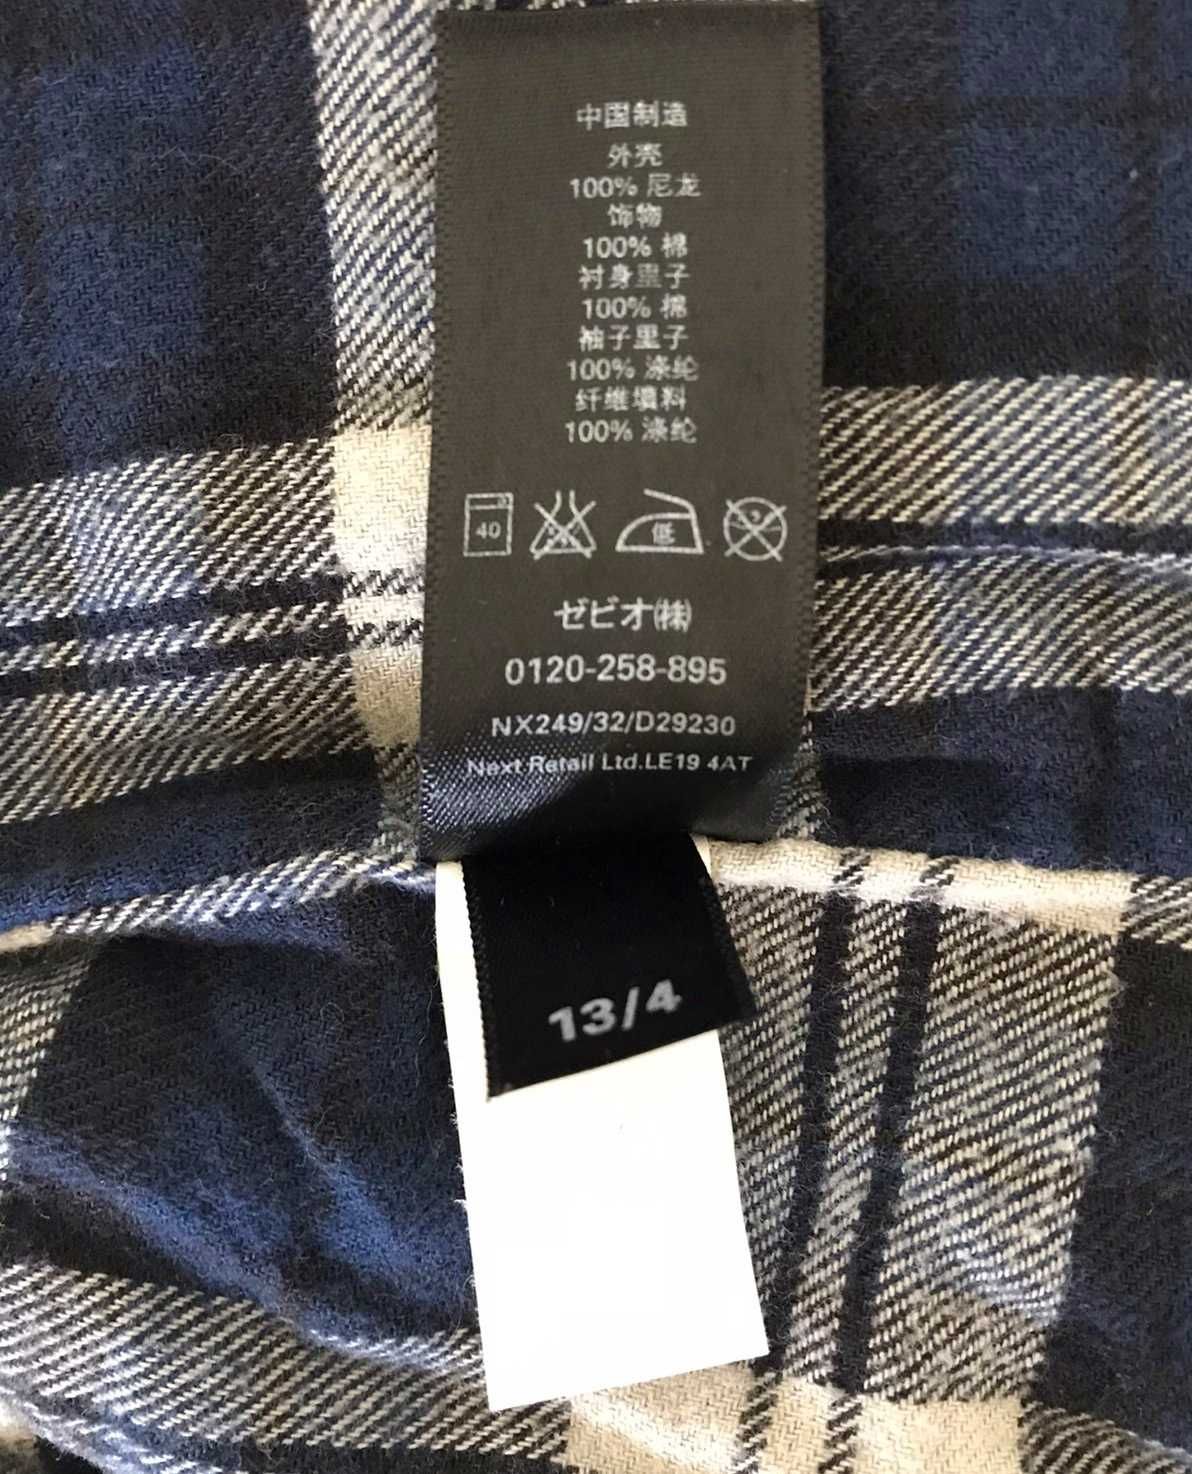 中国制造
外壳
100% 尼龙
饰物
100% 棉
衬身里子
100% 棉
袖子里子
100% 涤纶
纤维填料
100% 涤纶
40 低
ゼビオ㈱
0120-258-895
NX249/32/D29230
Next Retail Ltd.LE19 4AT
13/4